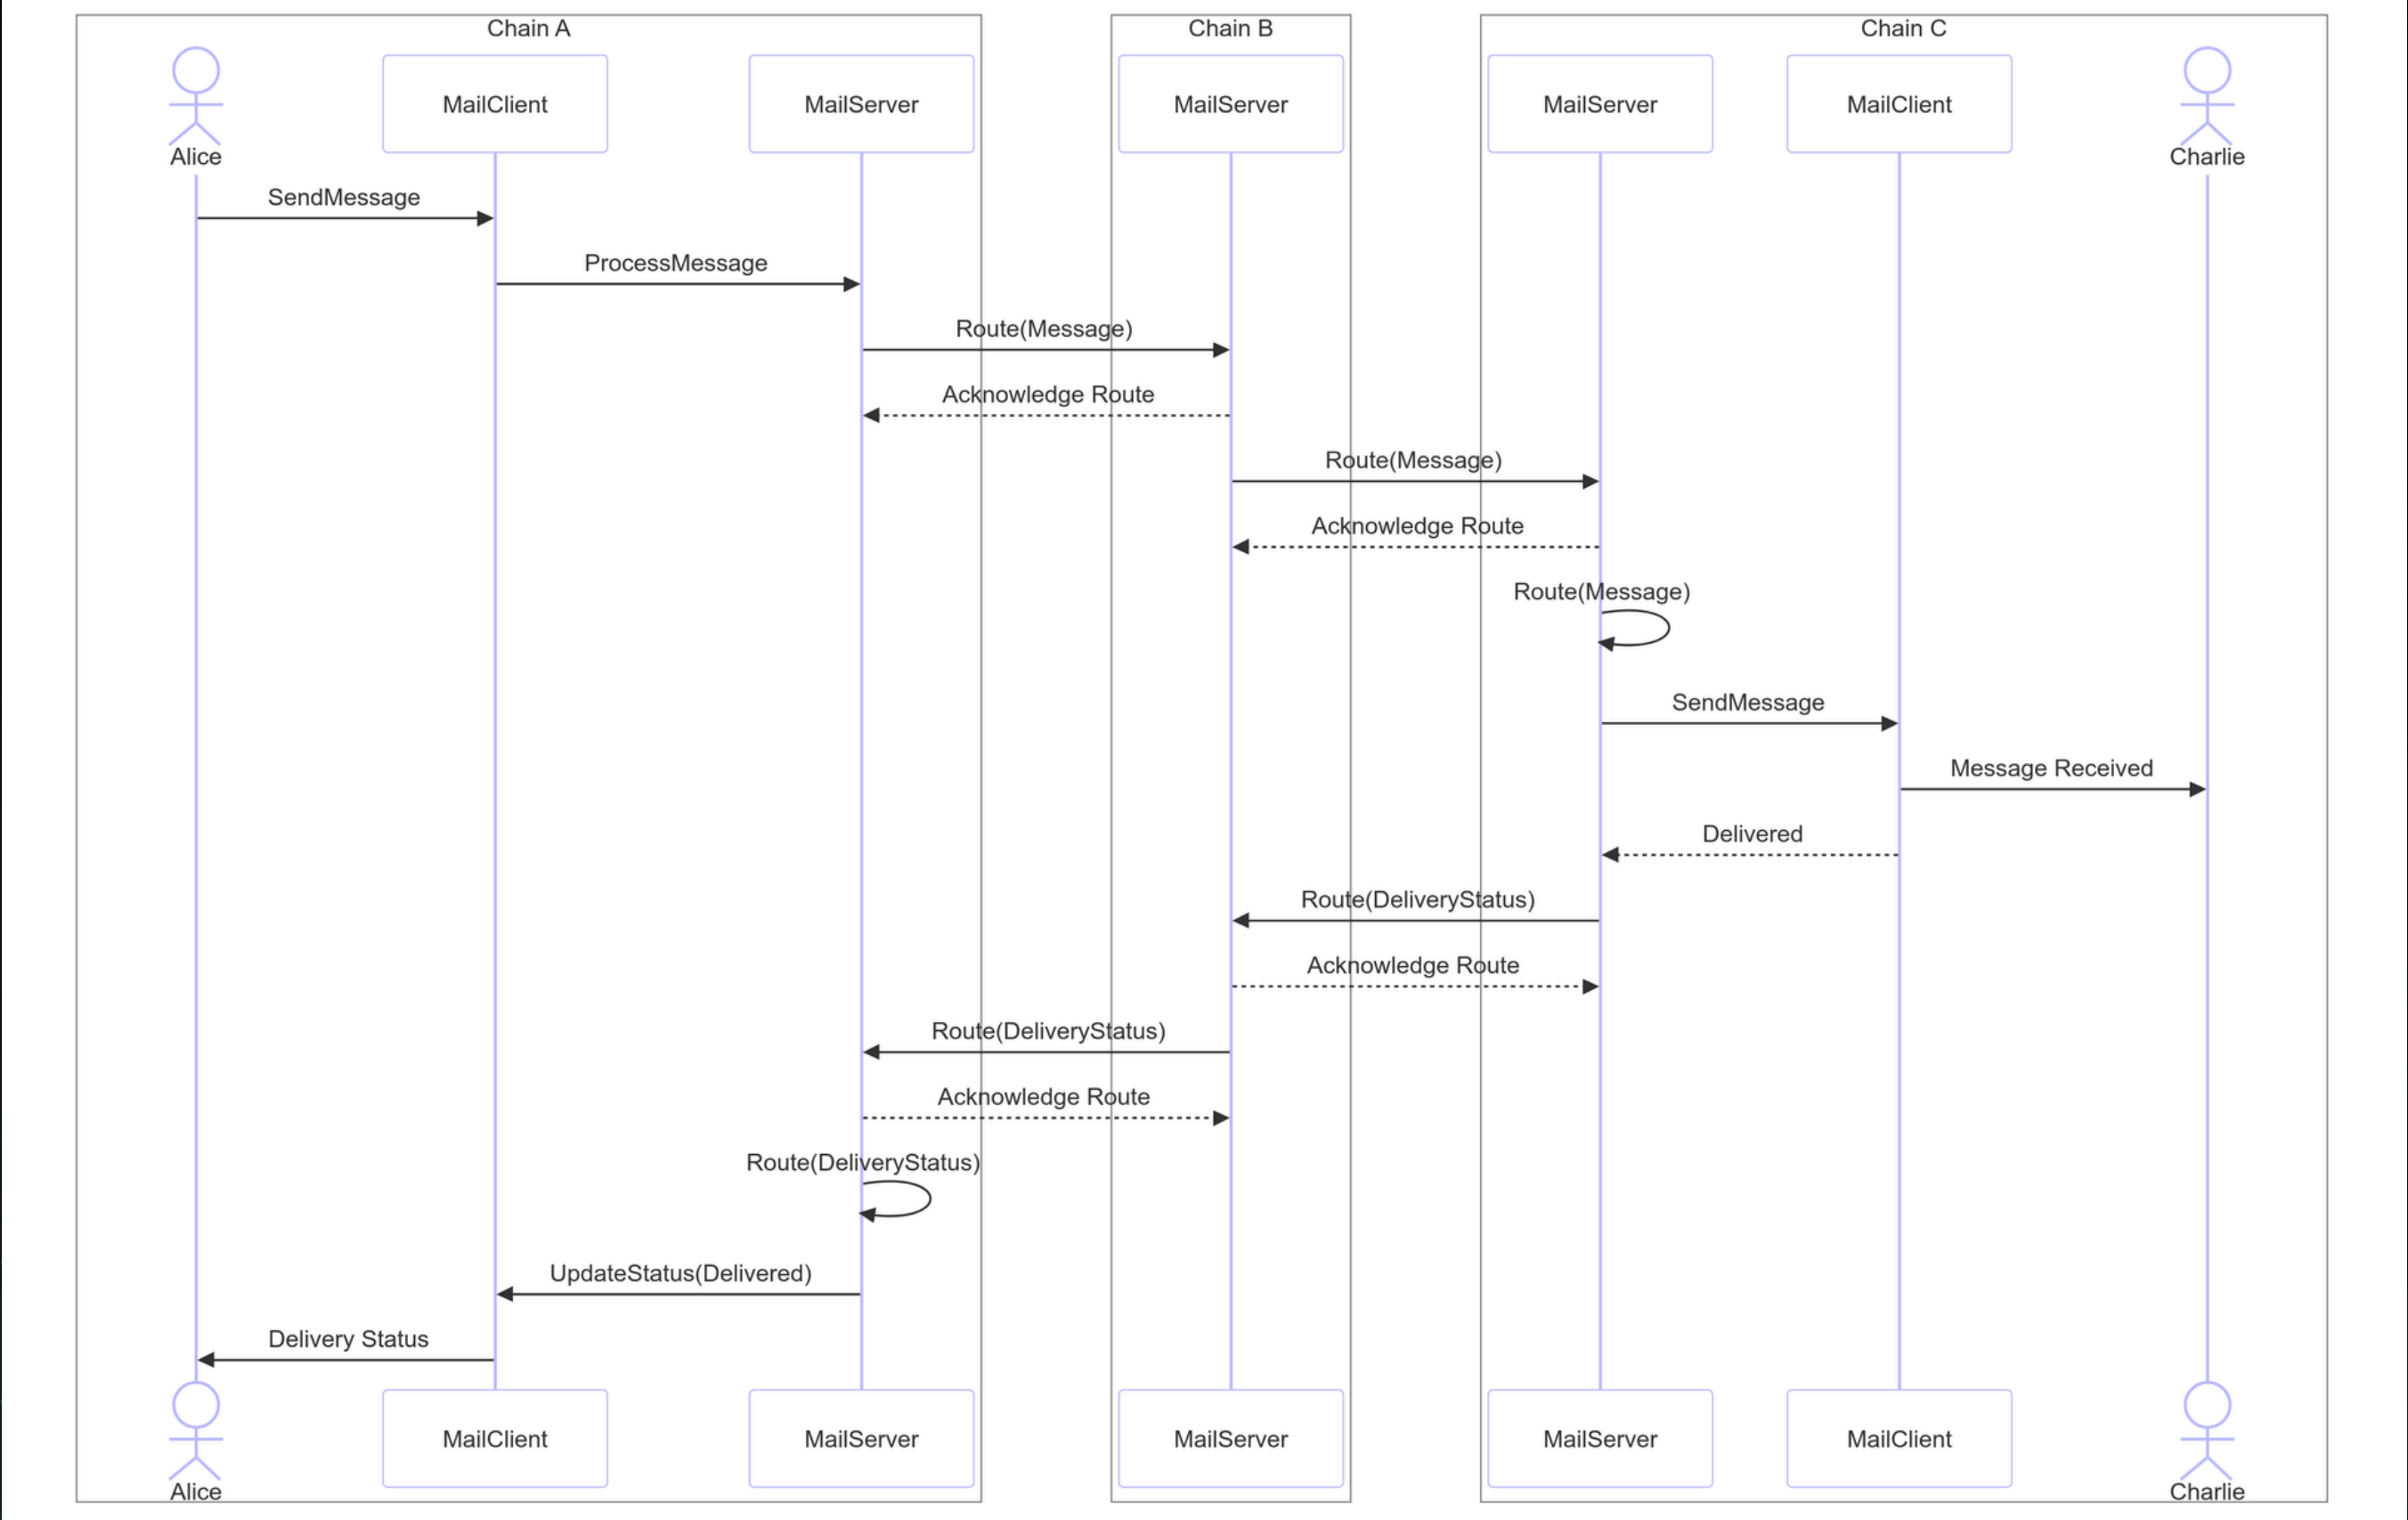 Chain A
Chain B
Chain C
Alice
MailClient
MailServer
MailServer
MailServer
MailClient
Charlie
SendMessage
ProcessMessage
Route(Message)
Acknowledge Route
Route(Message)
Acknowledge Route
Route(Message)
SendMessage
Message Received
Delivered
Route(DeliveryStatus)
Acknowledge Route
Route(DeliveryStatus)
Acknowledge Route
Route(DeliveryStatus)
UpdateStatus(Delivered)
Delivery Status
Alice
MailClient
MailServer
MailServer
MailServer
MailClient
Charlie